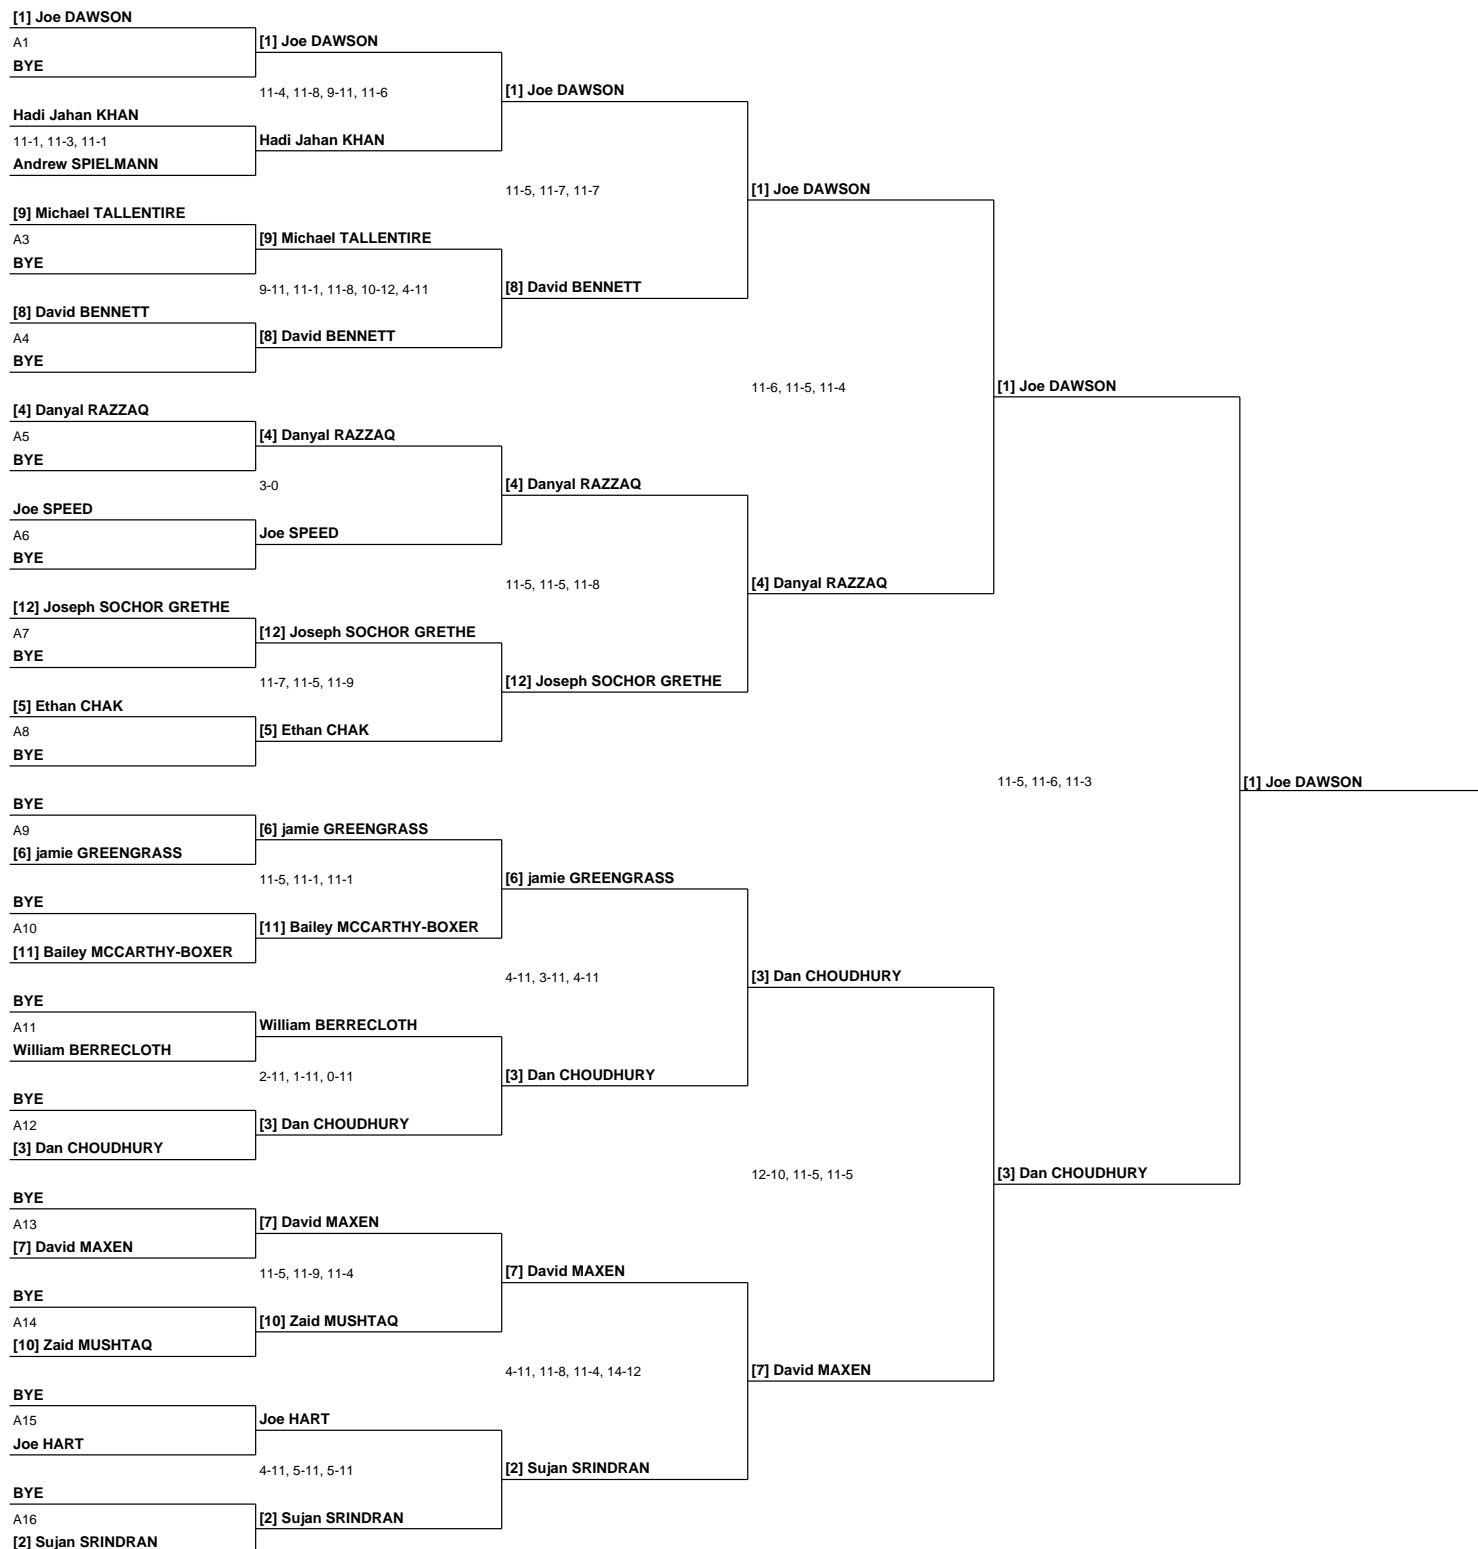 [1] Joe DAWSON
A1
BYE
Hadi Jahan KHAN
11-1, 11-3, 11-1
Andrew SPIELMANN
[9] Michael TALLENTIRE
A3
BYE
[8] David BENNETT
A4
BYE
[4] Danyal RAZZAQ
A5
BYE
Joe SPEED
A6
BYE
[12] Joseph SOCHOR GRETHE
A7
BYE
[5] Ethan CHAK
A8
BYE
BYE
A9
[6] jamie GREENGRASS
BYE
A10
[11] Bailey MCCARTHY-BOXER
BYE
A11
William BERRECLOTH
BYE
A12
[3] Dan CHOUDHURY
BYE
A13
[7] David MAXEN
BYE
A14
[10] Zaid MUSHTAQ
BYE
A15
Joe HART
BYE
A16
[2] Sujan SRINDRAN
[1] Joe DAWSON
11-4, 11-8, 9-11, 11-6
Hadi Jahan KHAN
[9] Michael TALLENTIRE
9-11, 11-1, 11-8, 10-12, 4-11
[8] David BENNETT
[4] Danyal RAZZAQ
3-0
Joe SPEED
[12] Joseph SOCHOR GRETHE
11-7, 11-5, 11-9
[5] Ethan CHAK
[6] jamie GREENGRASS
11-5, 11-1, 11-1
[11] Bailey MCCARTHY-BOXER
William BERRECLOTH
2-11, 1-11, 0-11
[3] Dan CHOUDHURY
[7] David MAXEN
11-5, 11-9, 11-4
[10] Zaid MUSHTAQ
Joe HART
4-11, 5-11, 5-11
[2] Sujan SRINDRAN
[1] Joe DAWSON
11-5, 11-7, 11-7
[8] David BENNETT
[4] Danyal RAZZAQ
11-5, 11-5, 11-8
[12] Joseph SOCHOR GRETHE
[6] jamie GREENGRASS
4-11, 3-11, 4-11
[3] Dan CHOUDHURY
[7] David MAXEN
4-11, 11-8, 11-4, 14-12
[2] Sujan SRINDRAN
[1] Joe DAWSON
11-6, 11-5, 11-4
[4] Danyal RAZZAQ
[3] Dan CHOUDHURY
12-10, 11-5, 11-5
[7] David MAXEN
[1] Joe DAWSON
11-5, 11-6, 11-3
[3] Dan CHOUDHURY
[1] Joe DAWSON